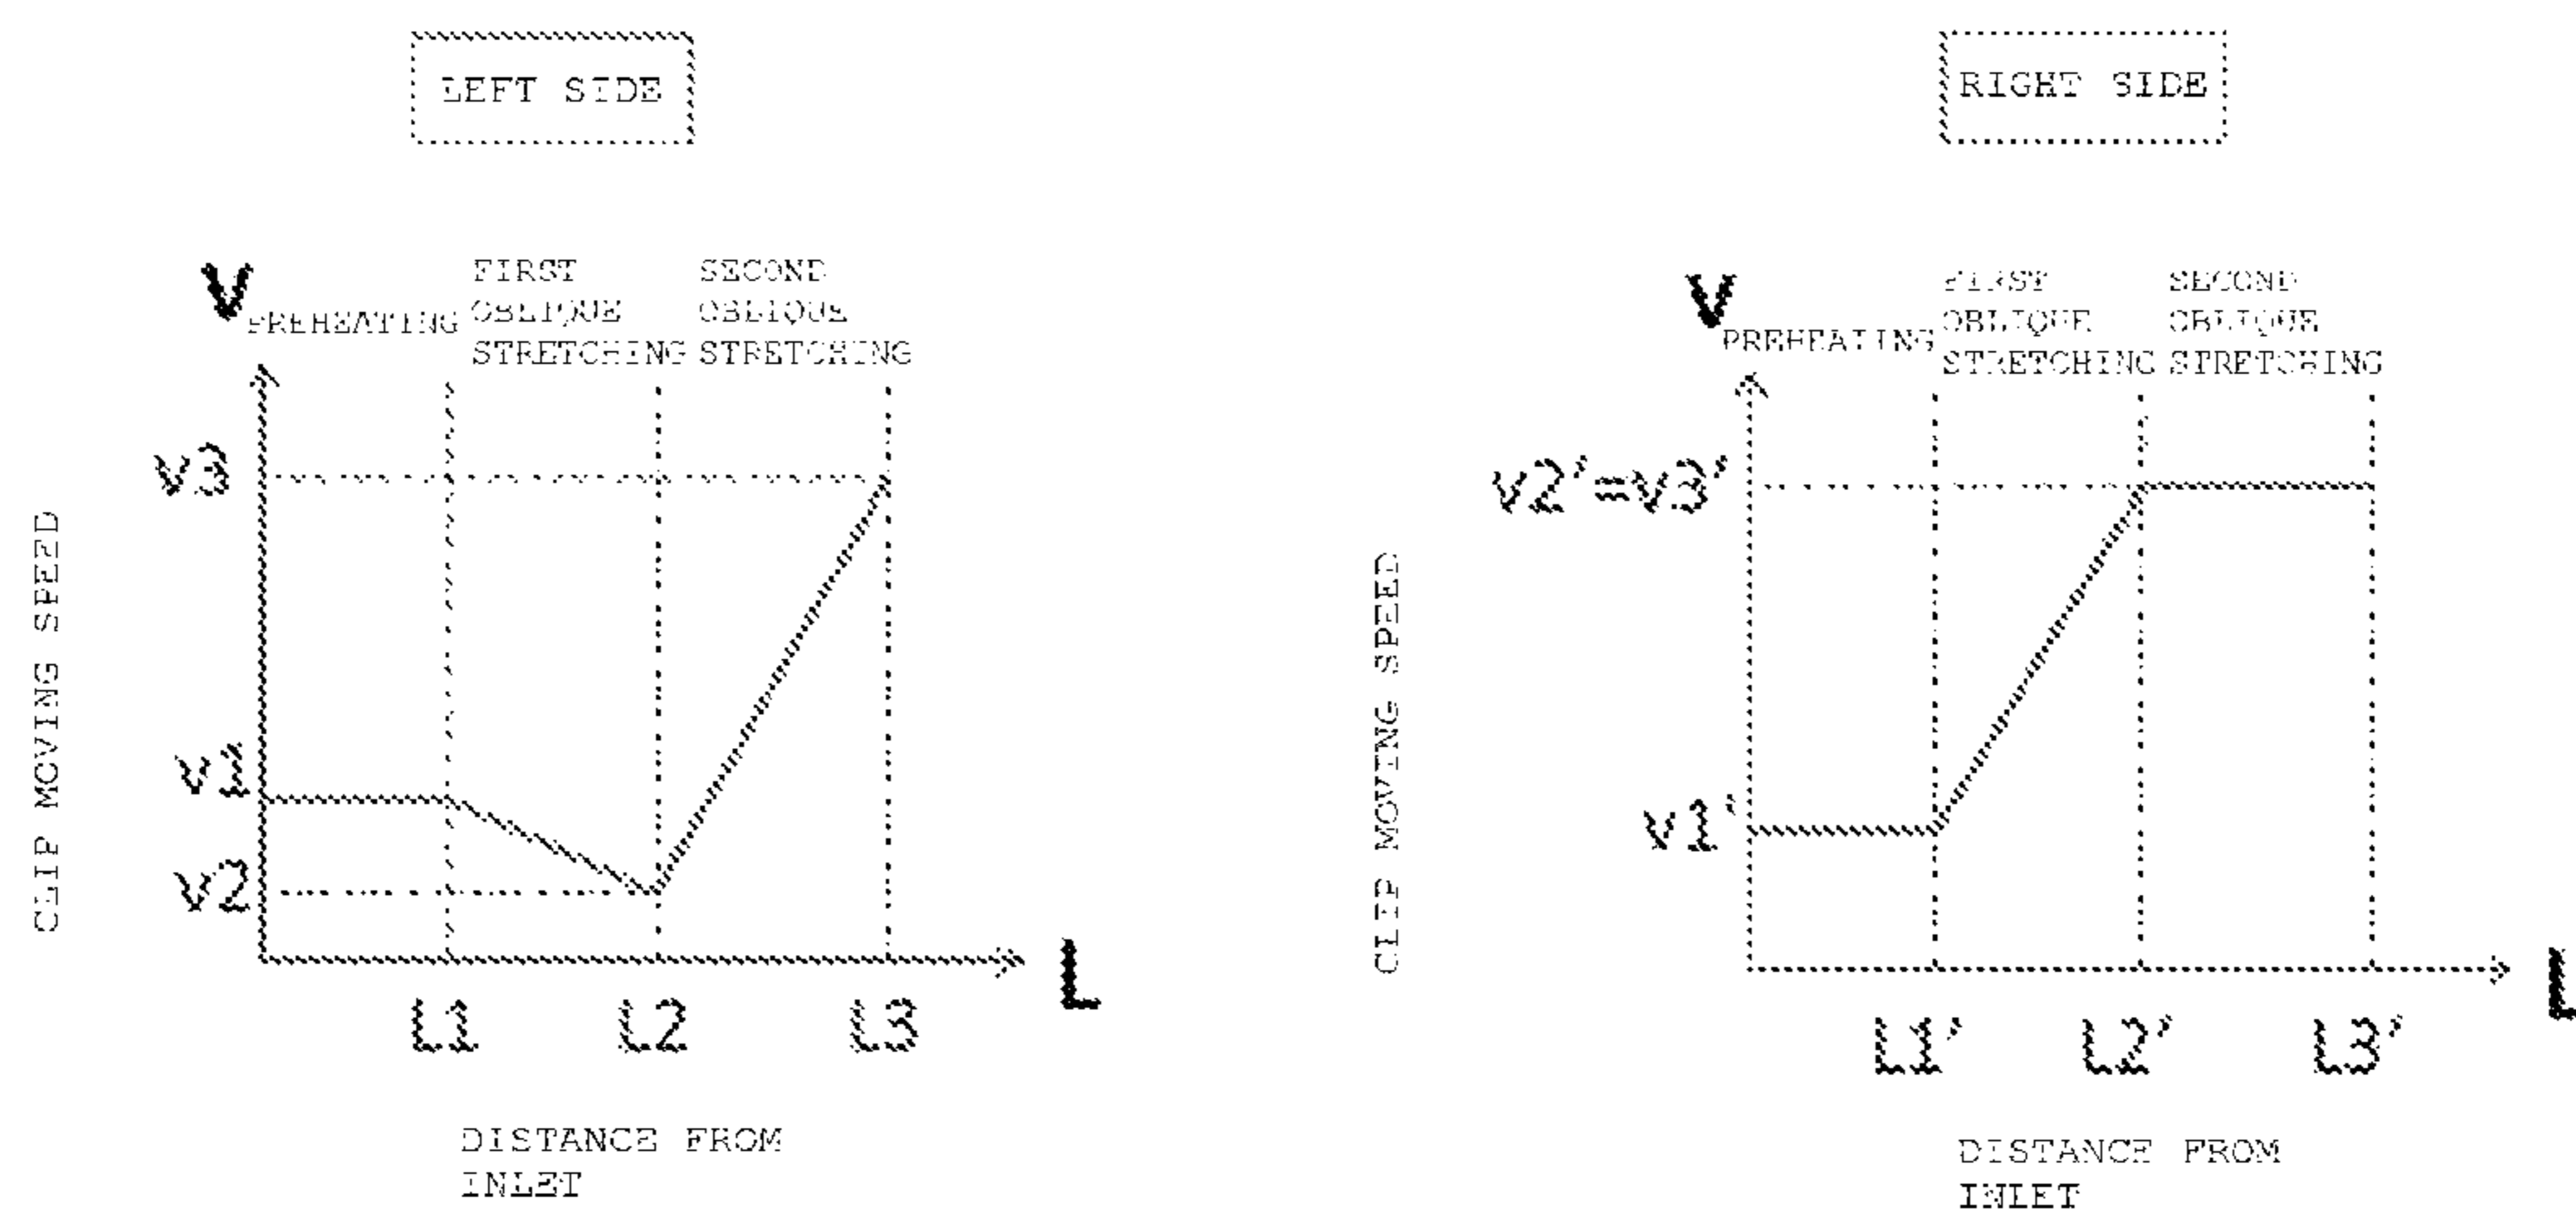 LEFT SIDE
V
PREHEATING
FIRST
OBLIQUE
STRETCHING
SECOND
OBLIQUE
STRETCHING
CLIP MOVING SPEED
v3
v1
v2
L1
L2
L3
L
DISTANCE FROM
INLET
RIGHT SIDE
V
PREHEATING
FIRST
OBLIQUE
STRETCHING
SECOND
OBLIQUE
STRETCHING
CLIP MOVING SPEED
v2'=v3'
v1'
L1'
L2'
L3'
L
DISTANCE FROM
INLET